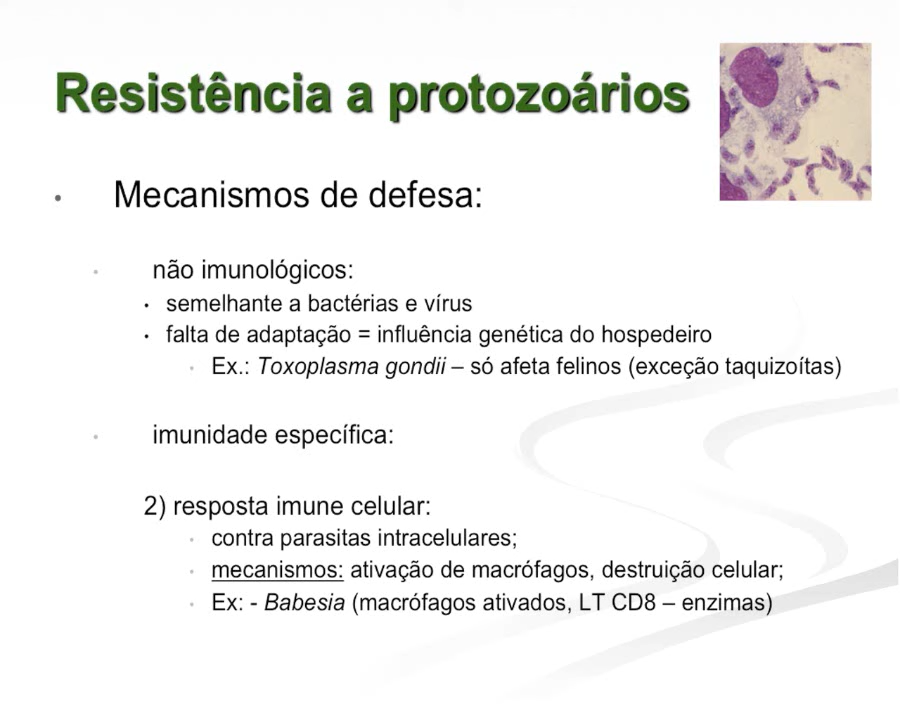 Resistência a protozoários
• Mecanismos de defesa:
• não imunológicos:
• semelhante a bactérias e vírus
• falta de adaptação = influência genética do hospedeiro
• Ex.: Toxoplasma gondii – só afeta felinos (exceção taquizoítas)
• imunidade específica:
2) resposta imune celular:
• contra parasitas intracelulares;
• mecanismos: ativação de macrófagos, destruição celular;
• Ex: - Babesia (macrófagos ativados, LT CD8 – enzimas)